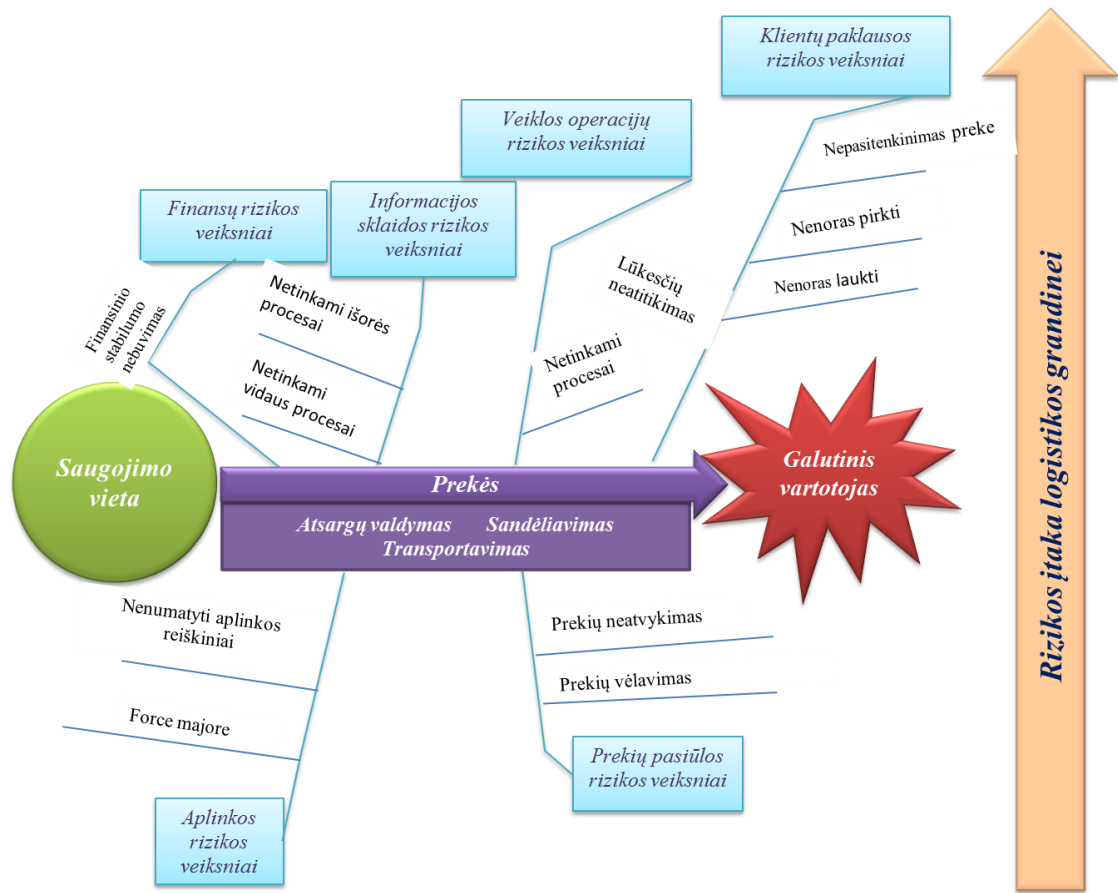 Klientų paklausos
rizikos veiksniai
Veiklos operacijų
rizikos veiksniai
Nepasitenkinimas preke
Finansų rizikos
veiksniai
Informacijos
sklaidos rizikos
veiksniai
Nenoras pirkti
Lūkesčių
neatitikimas
Nenoras laukti
Finansinio
stabilumo
nebuvimas
Netinkami išorės
procesai
Netinkami
vidaus procesai
Netinkami
procesai
Saugojimo
vieta
Prekės
Atsargų valdymas Sandėliavimas
Transportavimas
Galutinis
vartotojas
Rizikos įtaka logistikos grandinei
Nenumatyti aplinkos
reiškiniai
Force majore
Prekių neatvykimas
Prekių vėlavimas
Prekių pasiūlos
rizikos veiksniai
Aplinkos
rizikos
veiksniai